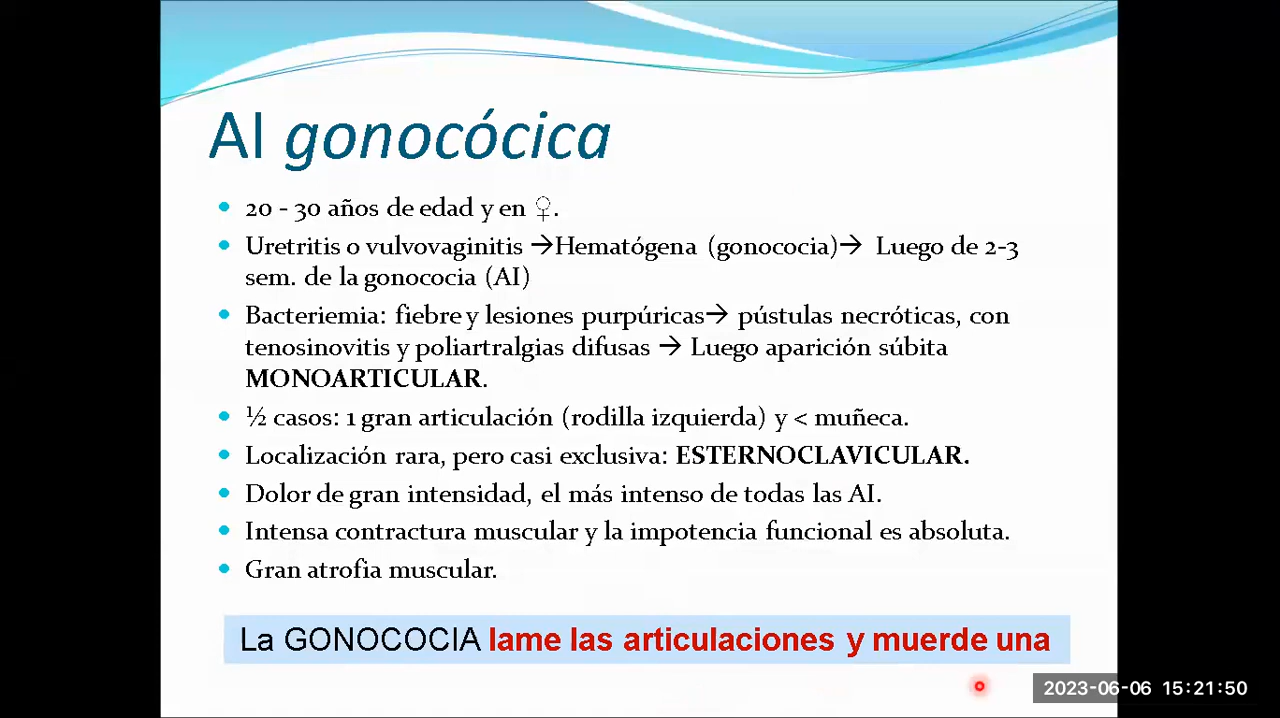 AI gonocócica
20 - 30 años de edad y en ♀.
Uretritis o vulvovaginitis →Hematógena (gonococia)→ Luego de 2-3
sem. de la gonococia (AI)
Bacteriemia: fiebre y lesiones purpúricas→ pústulas necróticas, con
tenosinovitis y poliartralgias difusas → Luego aparición súbita
MONOARTICULAR.
½ casos: 1 gran articulación (rodilla izquierda) y < muñeca.
Localización rara, pero casi exclusiva: ESTERNOCLAVICULAR.
Dolor de gran intensidad, el más intenso de todas las AI.
Intensa contractura muscular y la impotencia funcional es absoluta.
Gran atrofia muscular.
La GONOCOCIA lame las articulaciones y muerde una
2023-06-06 15:21:50